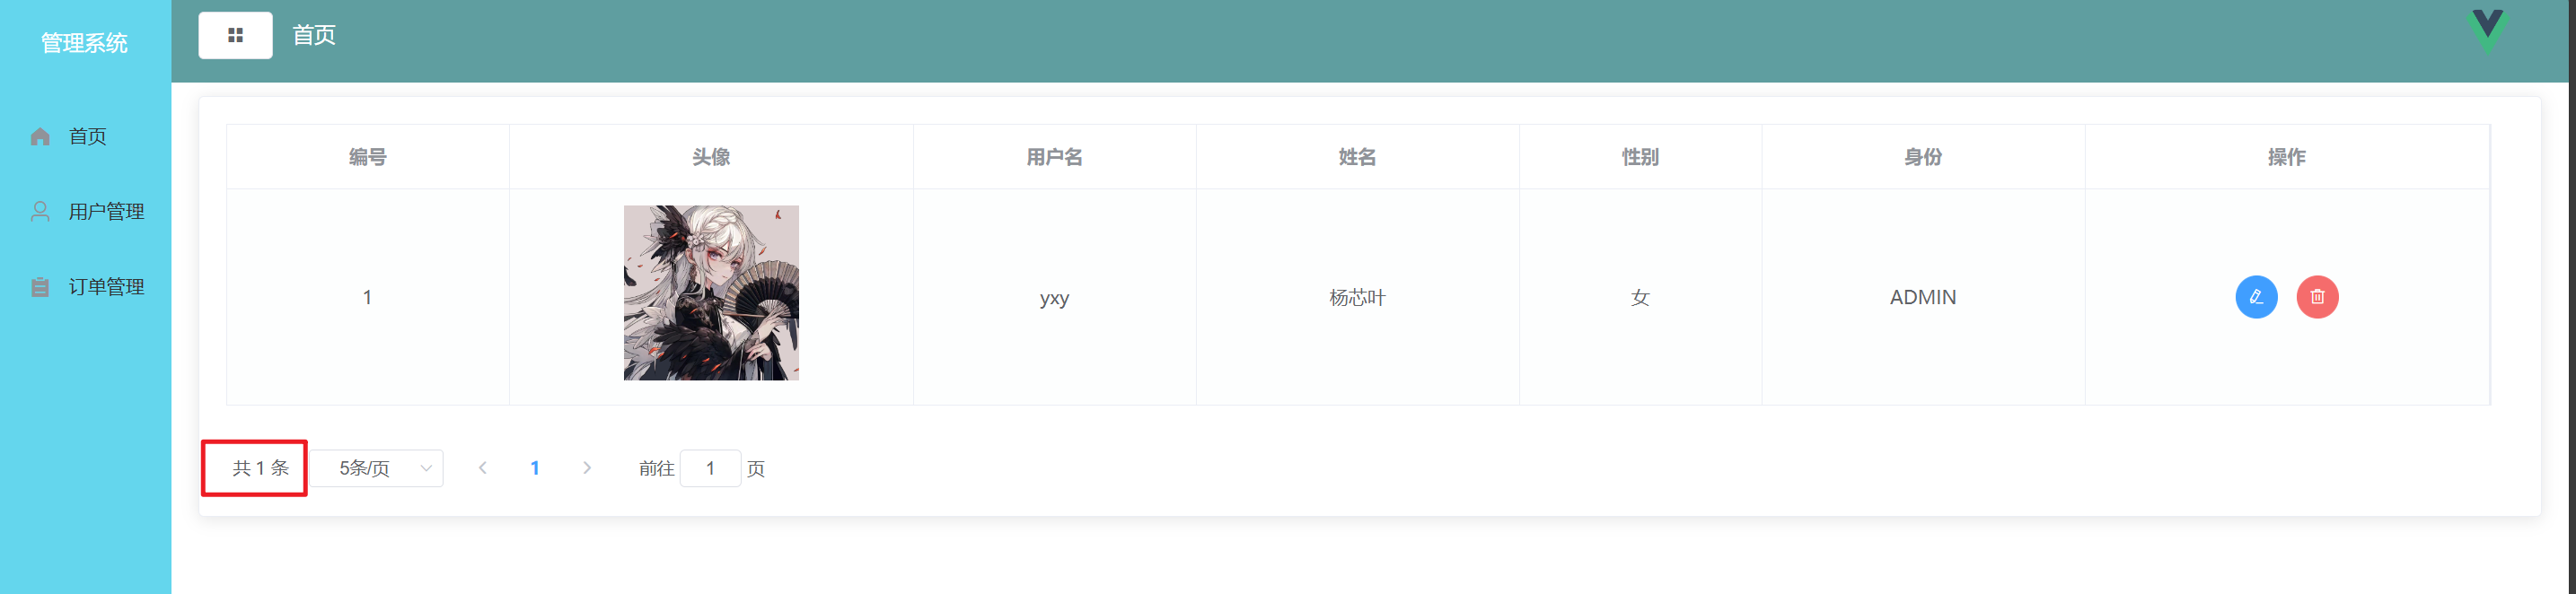 管理系统
首页
首页
用户管理
订单管理
编号 头像 用户名 姓名 性别 身份 操作
1 yxy 杨芯叶 女 ADMIN
共 1 条 5条/页 1 前往 1 页